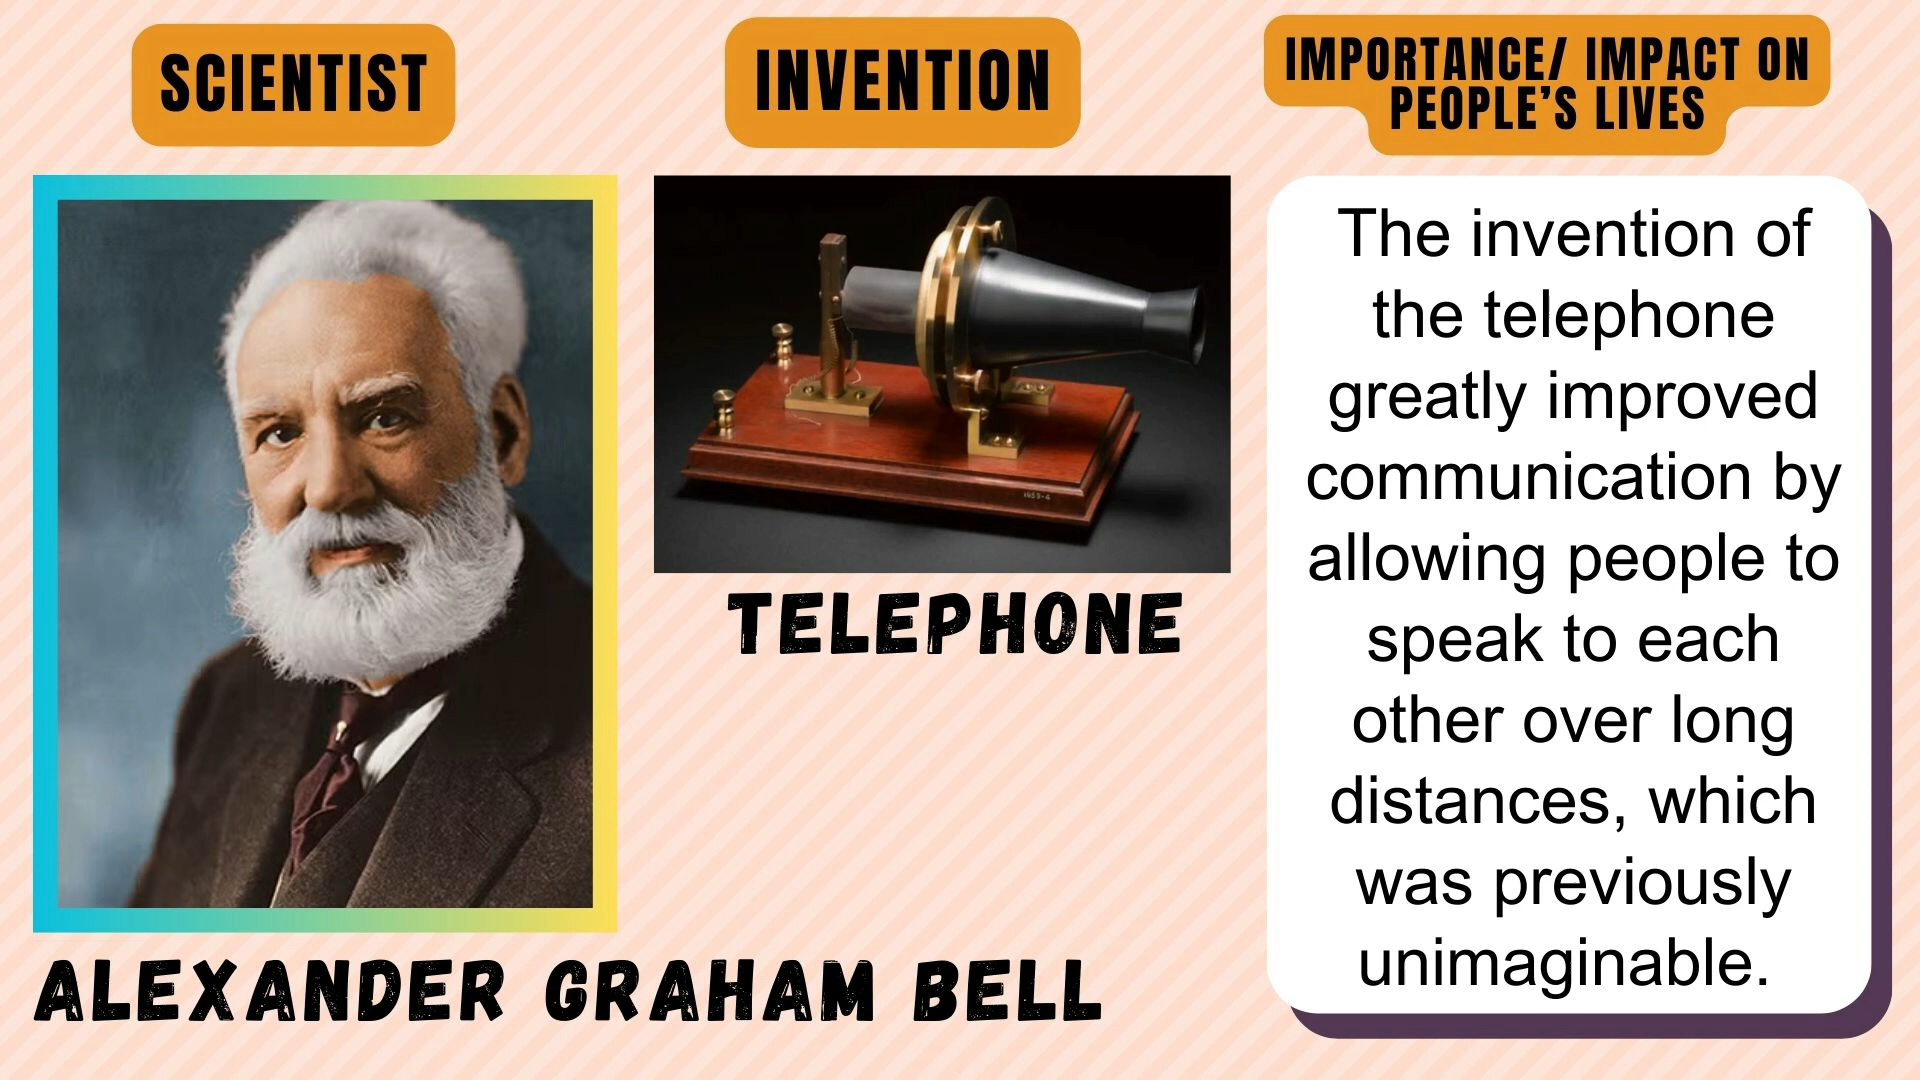 SCIENTIST
ALEXANDER GRAHAM BELL
INVENTION
TELEPHONE
IMPORTANCE/ IMPACT ON
PEOPLE'S LIVES
The invention of
the telephone
greatly improved
communication by
allowing people to
speak to each
other over long
distances, which
was previously
unimaginable.